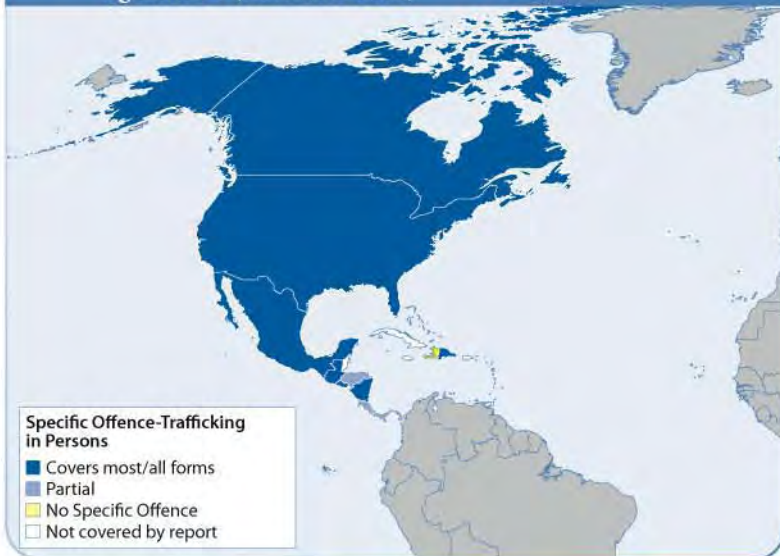 Specific Offence-Trafficking
in Persons
Covers most/all forms
Partial
No Specific Offence
Not covered by report